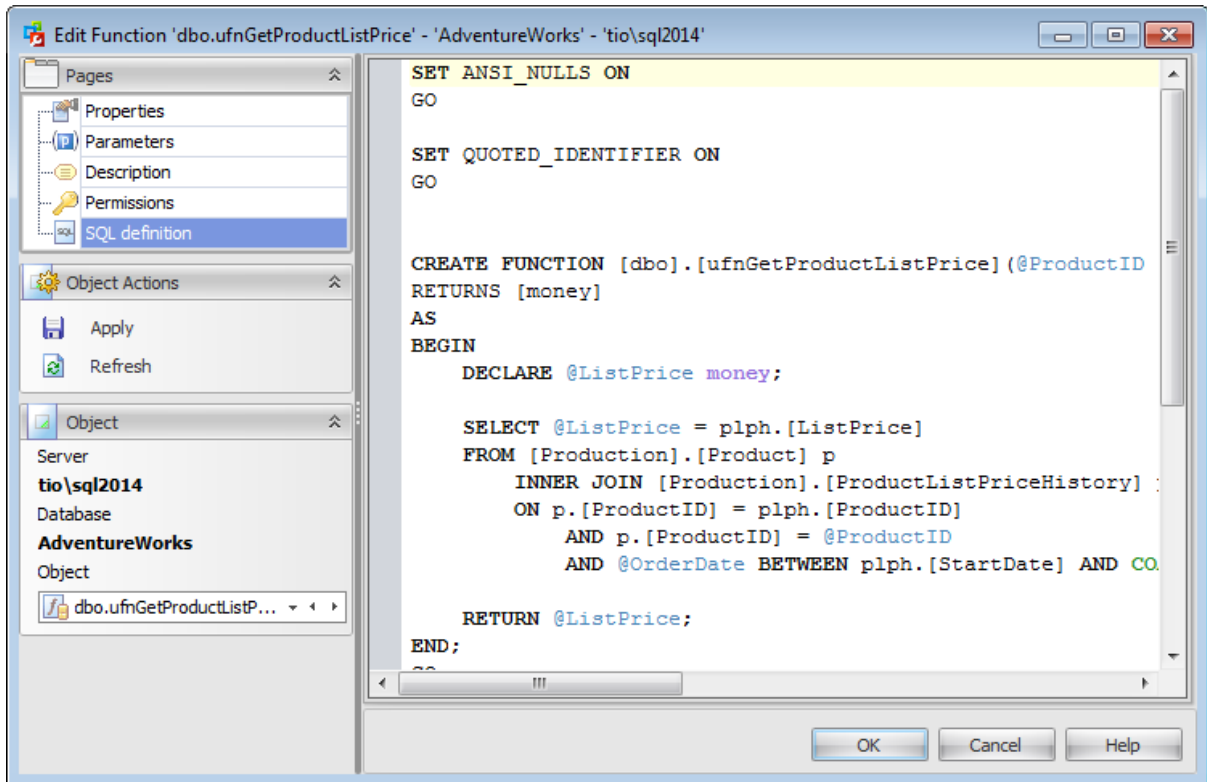 Edit Function 'dbo.ufnGetProductListPrice' - 'AdventureWorks' - 'tio\sql2014'
Pages
Properties
Parameters
Description
Permissions
SQL definition
Object Actions
Apply
Refresh
Object
Server
tio\sql2014
Database
AdventureWorks
Object
dbo.ufnGetProductListP...
SET ANSI_NULLS ON
GO
SET QUOTED_IDENTIFIER ON
GO
CREATE FUNCTION [dbo].[ufnGetProductListPrice](@ProductID
RETURNS [money]
AS
BEGIN
DECLARE @ListPrice money;
SELECT @ListPrice = plph.[ListPrice]
FROM [Production].[Product] p
INNER JOIN [Production].[ProductListPriceHistory]
ON p.[ProductID] = plph.[ProductID]
AND p.[ProductID] = @ProductID
AND @OrderDate BETWEEN plph.[StartDate] AND CO
RETURN @ListPrice;
END;
OK Cancel Help